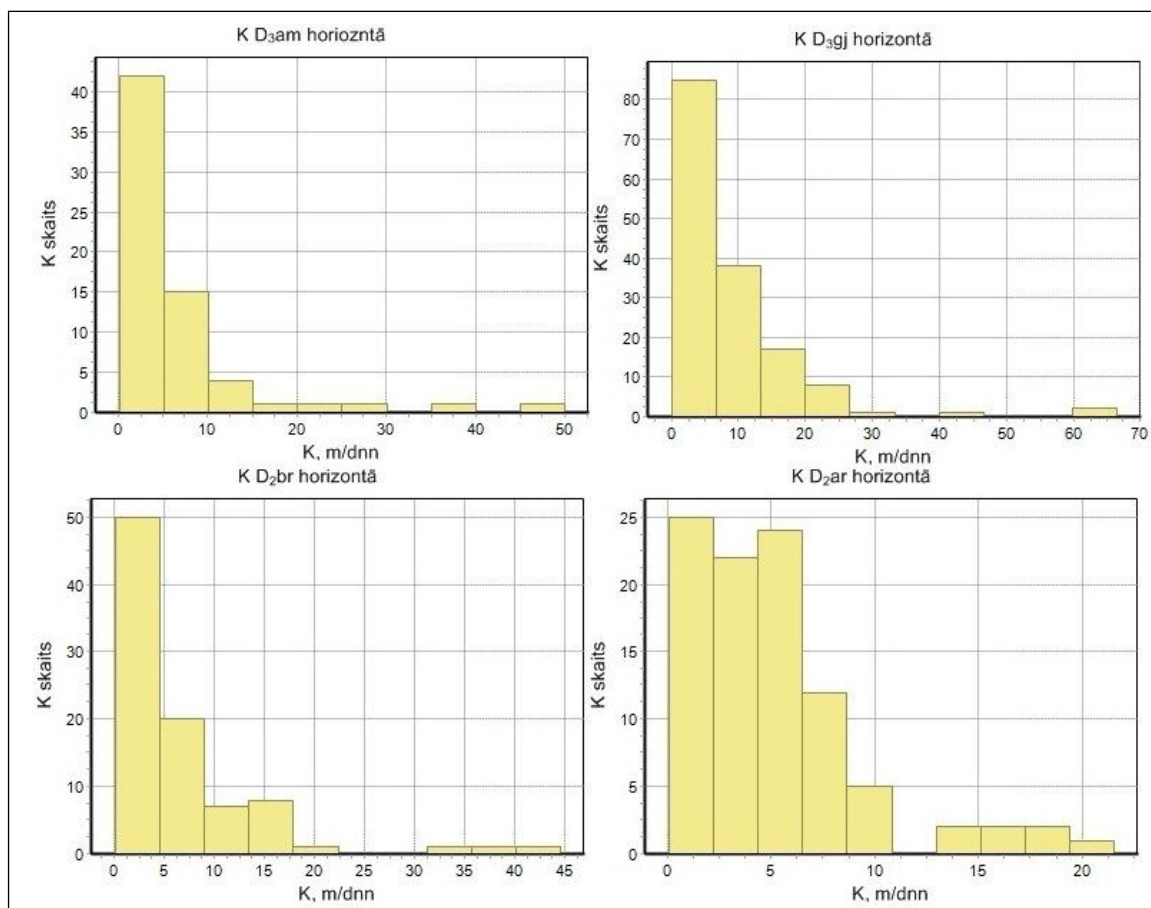 K D₃am horiozntā
40
35
30
25
20
15
10
5
0
K skaits
0 10 20 30 40 50
K, m/dnn
K D₃gj horizontā
80
70
60
50
40
30
20
10
0
K skaits
0 10 20 30 40 50 60 70
K, m/dnn
K D₂br horizontā
50
40
30
20
10
0
K skaits
0 5 10 15 20 25 30 35 40 45
K, m/dnn
K D₂ar horizontā
25
20
15
10
5
0
K skaits
0 5 10 15 20
K, m/dnn